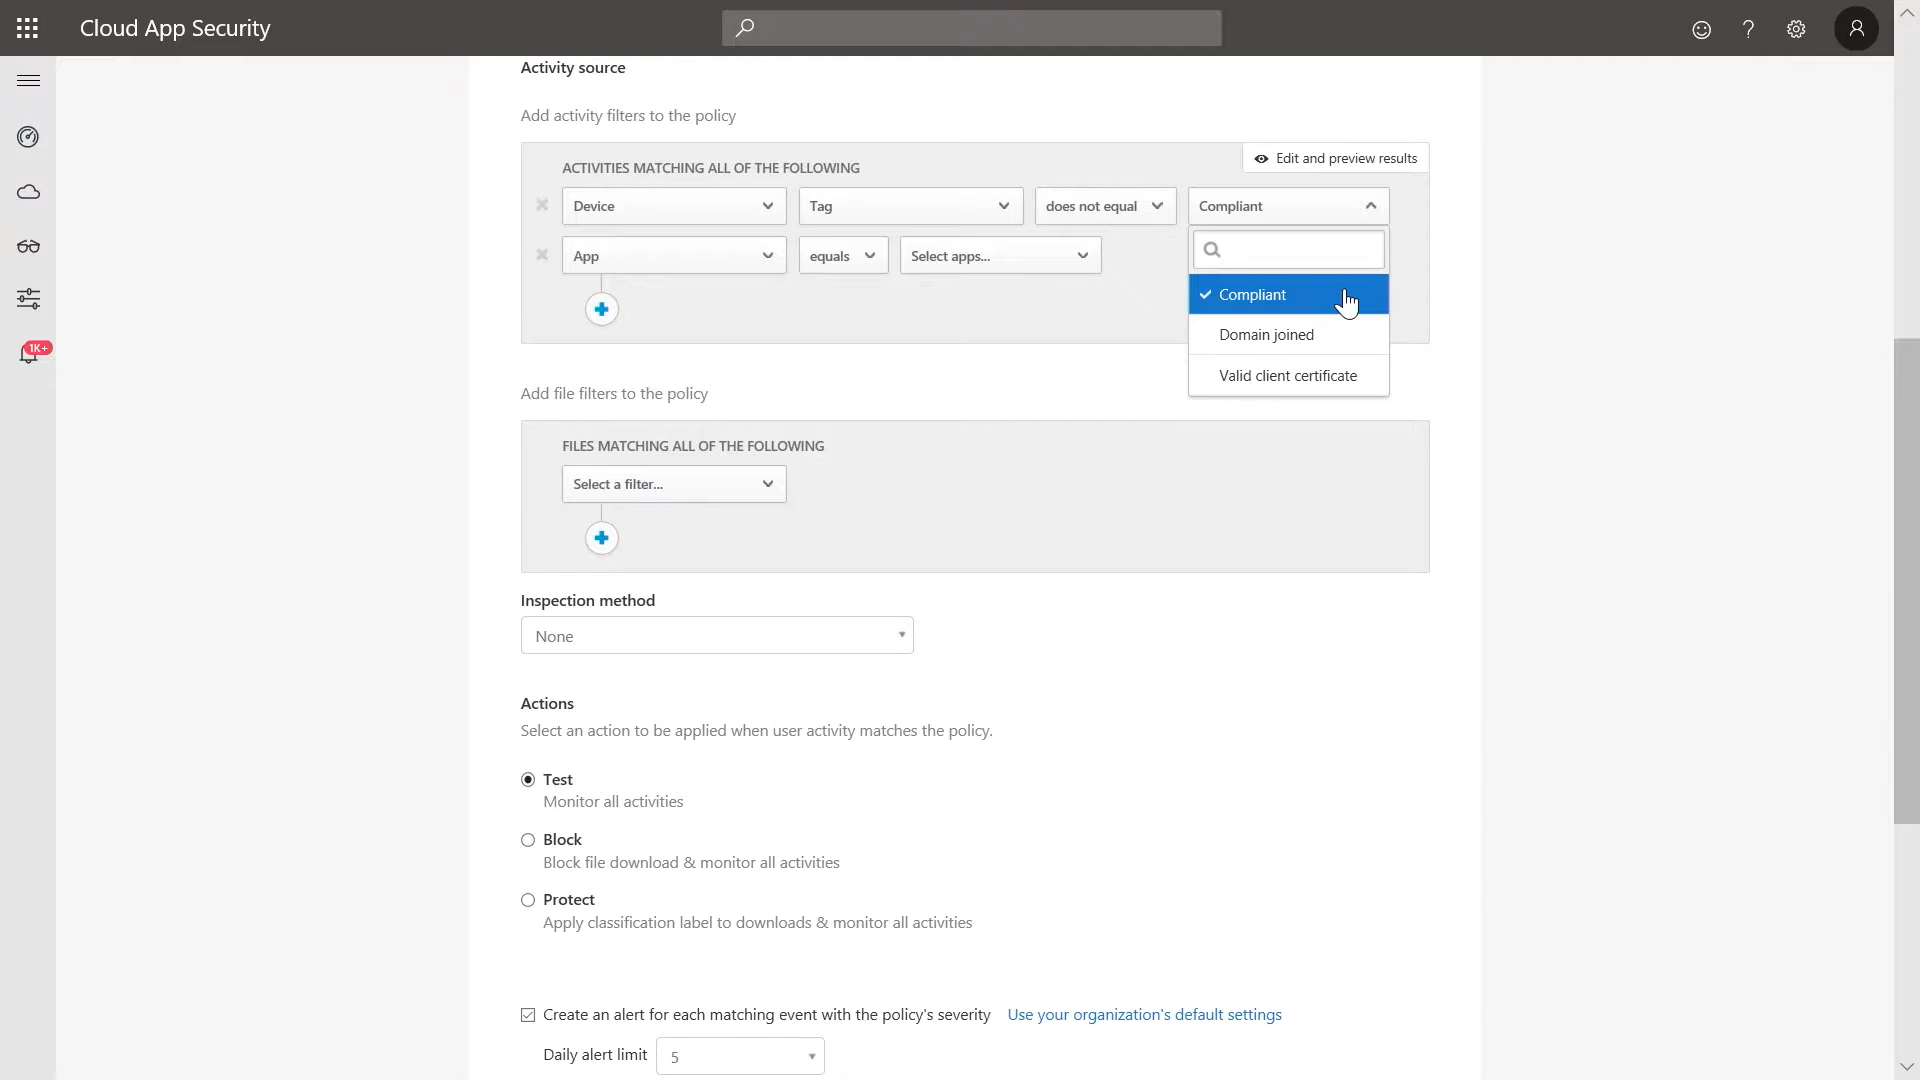 Cloud App Security
Activity source
Add activity filters to the policy
Edit and preview results
ACTIVITIES MATCHING ALL OF THE FOLLOWING
Device Tag does not equal Compliant
App equals Select apps...
Compliant
Domain joined
Valid client certificate
1K+
Add file filters to the policy
FILES MATCHING ALL OF THE FOLLOWING
Select a filter...
Inspection method
None
Actions
Select an action to be applied when user activity matches the policy.
Test
Monitor all activities
Block
Block file download & monitor all activities
Protect
Apply classification label to downloads & monitor all activities
Create an alert for each matching event with the policy's severity Use your organization's default settings
Daily alert limit 5